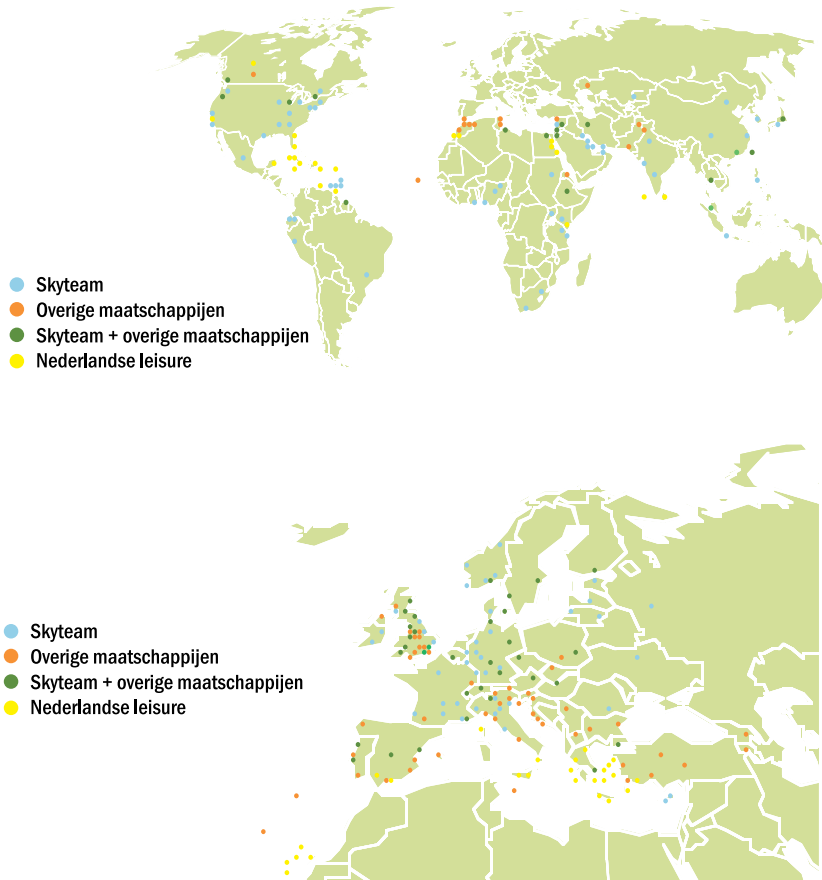 Skyteam
Overige maatschappijen
Skyteam + overige maatschappijen
Nederlandse leisure
Skyteam
Overige maatschappijen
Skyteam + overige maatschappijen
Nederlandse leisure